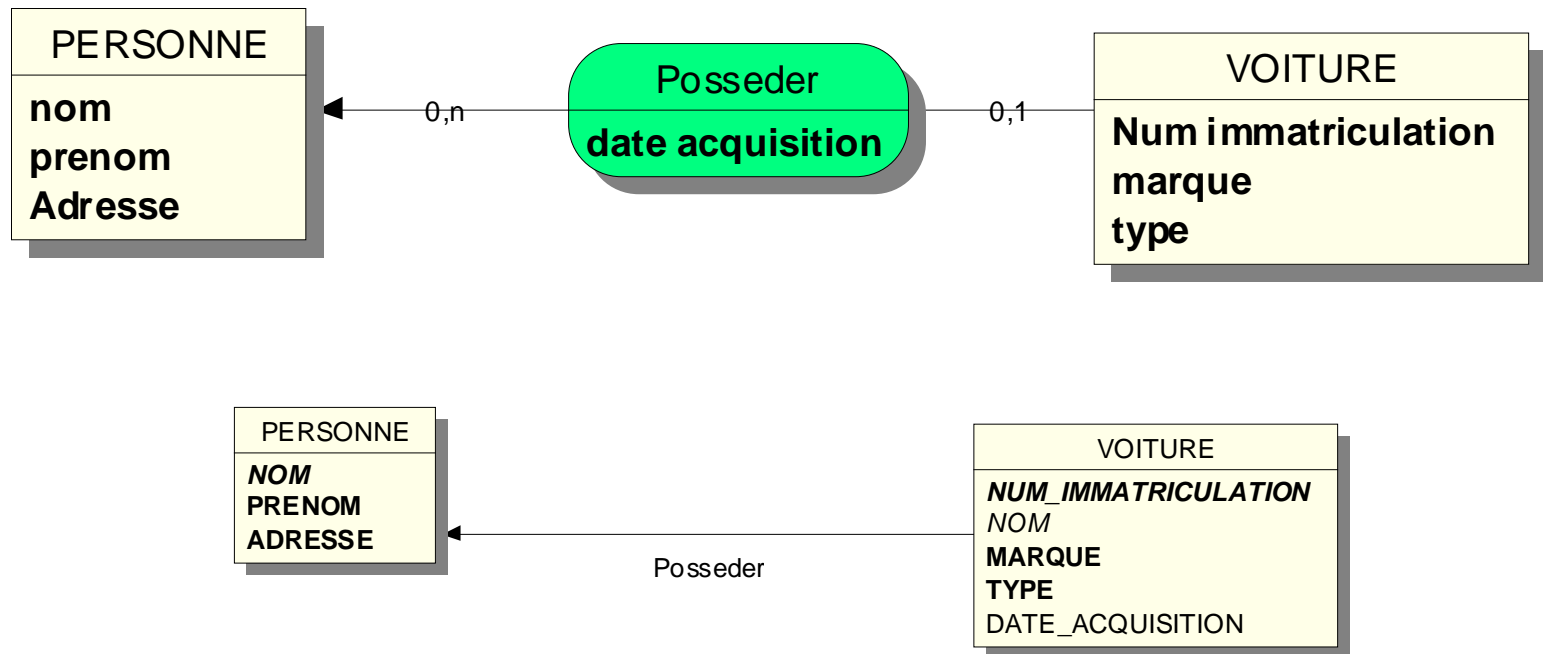 PERSONNE
nom
prenom
Adresse
0,n
Posseder
date acquisition
0,1
VOITURE
Num immatriculation
marque
type
PERSONNE
NOM
PRENOM
ADRESSE
Posseder
VOITURE
NUM_IMMATRICULATION
NOM
MARQUE
TYPE
DATE_ACQUISITION